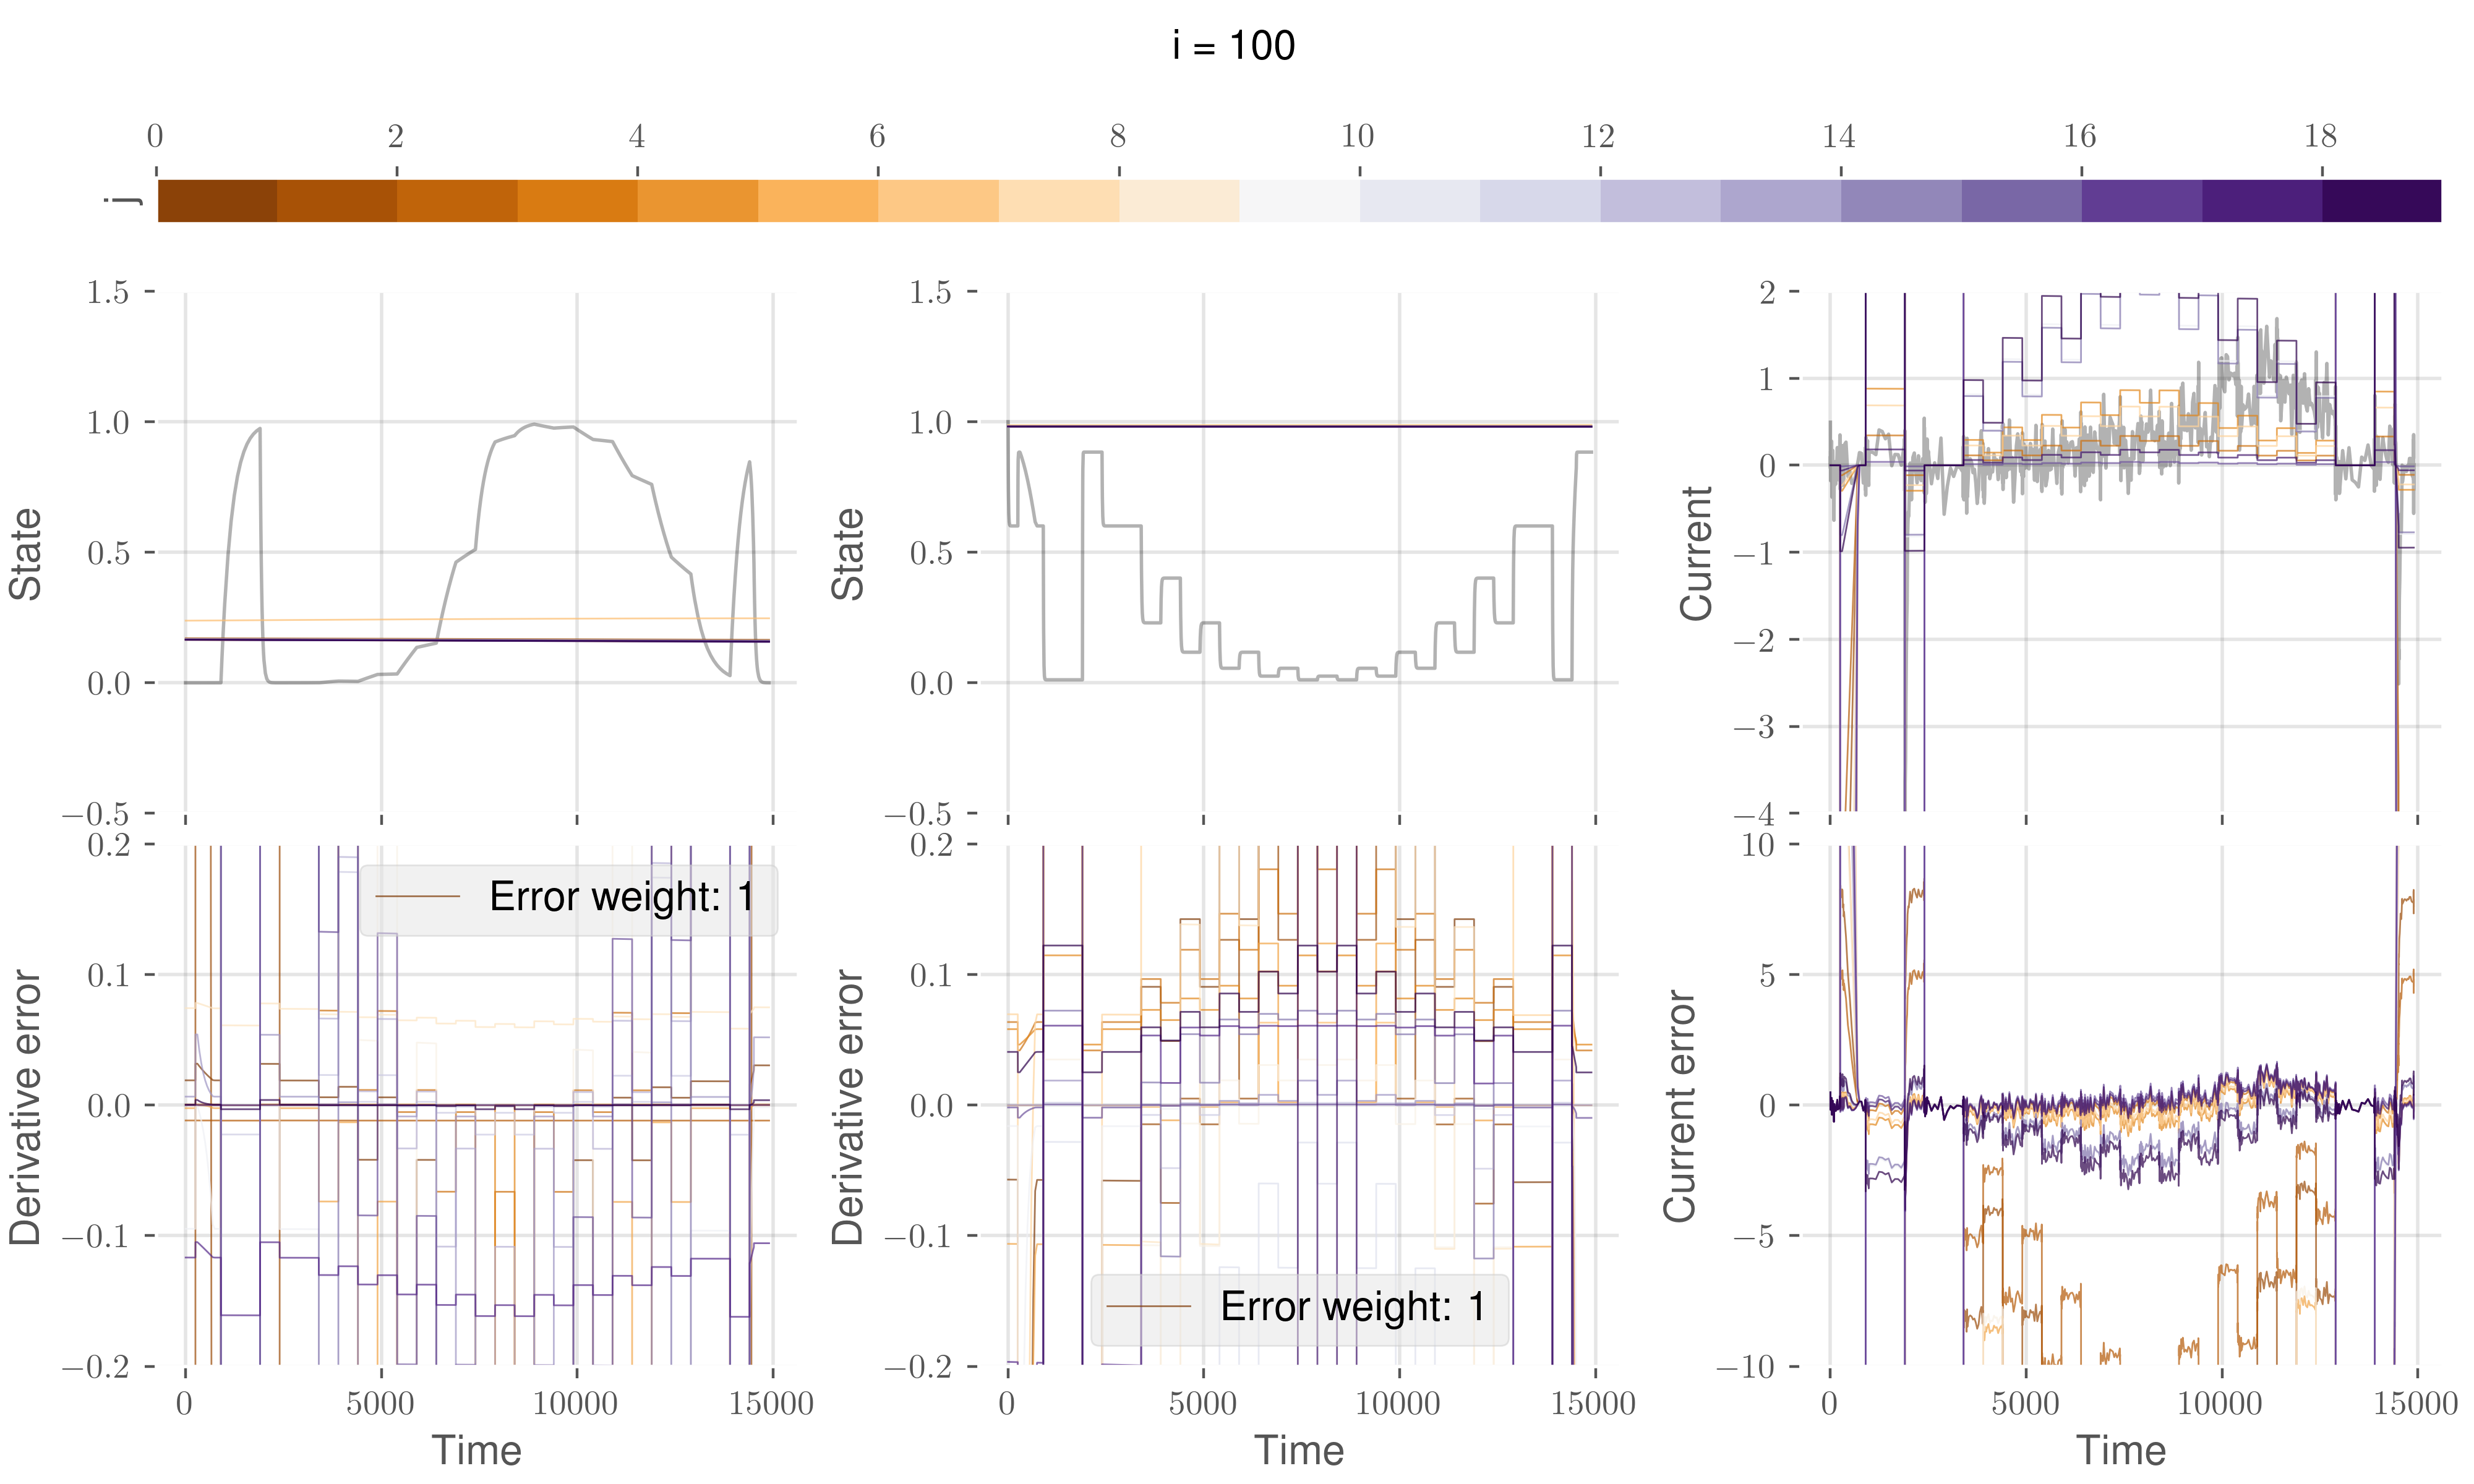 i = 100
0 2 4 6 8 10 12 14 16 18
j
1.5 1.0 0.5 0.0 −0.5
State
1.5 1.0 0.5 0.0 −0.5
State
2 1 0 −1 −2 −3 −4
Current
0.2 0.1 0.0 −0.1 −0.2
Derivative error
Error weight: 1
0 5000 10000 15000
Time
0.2 0.1 0.0 −0.1 −0.2
Derivative error
Error weight: 1
0 5000 10000 15000
Time
10 5 0 −5 −10
Current error
0 5000 10000 15000
Time